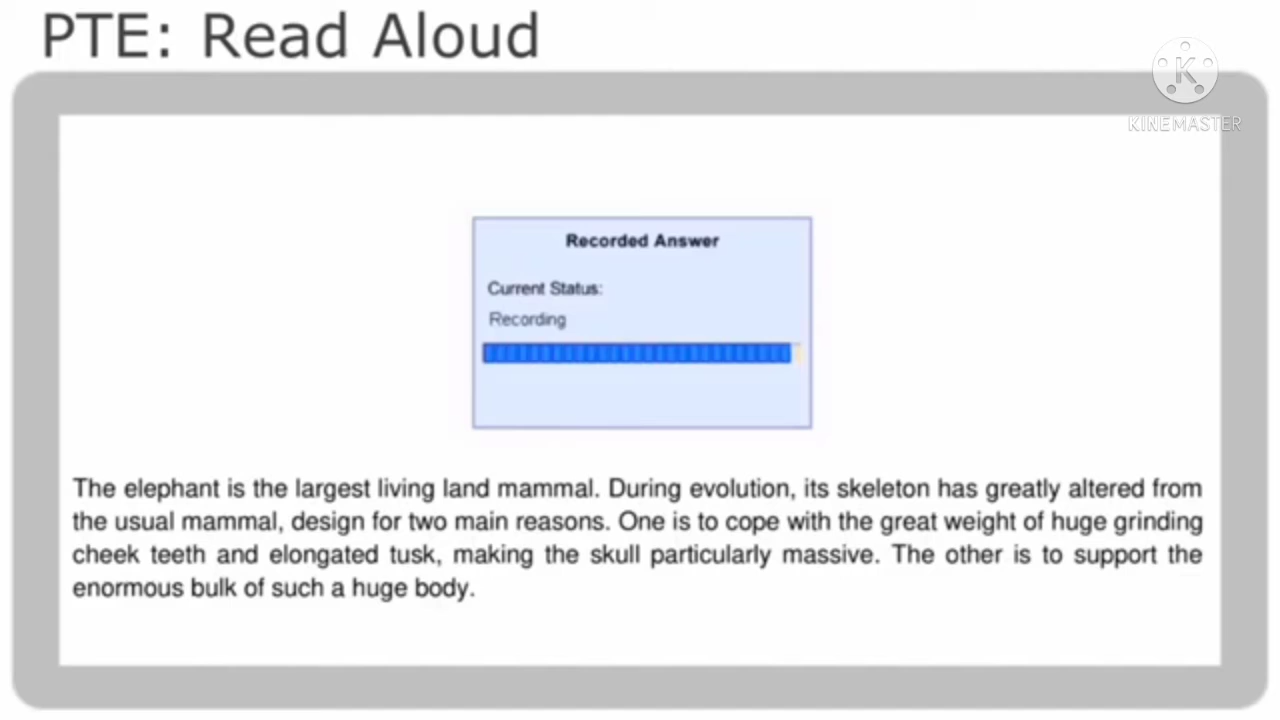 PTE: Read Aloud
K
KINEMASTER
Recorded Answer
Current Status:
Recording
The elephant is the largest living land mammal. During evolution, its skeleton has greatly altered from
the usual mammal, design for two main reasons. One is to cope with the great weight of huge grinding
cheek teeth and elongated tusk, making the skull particularly massive. The other is to support the
enormous bulk of such a huge body.